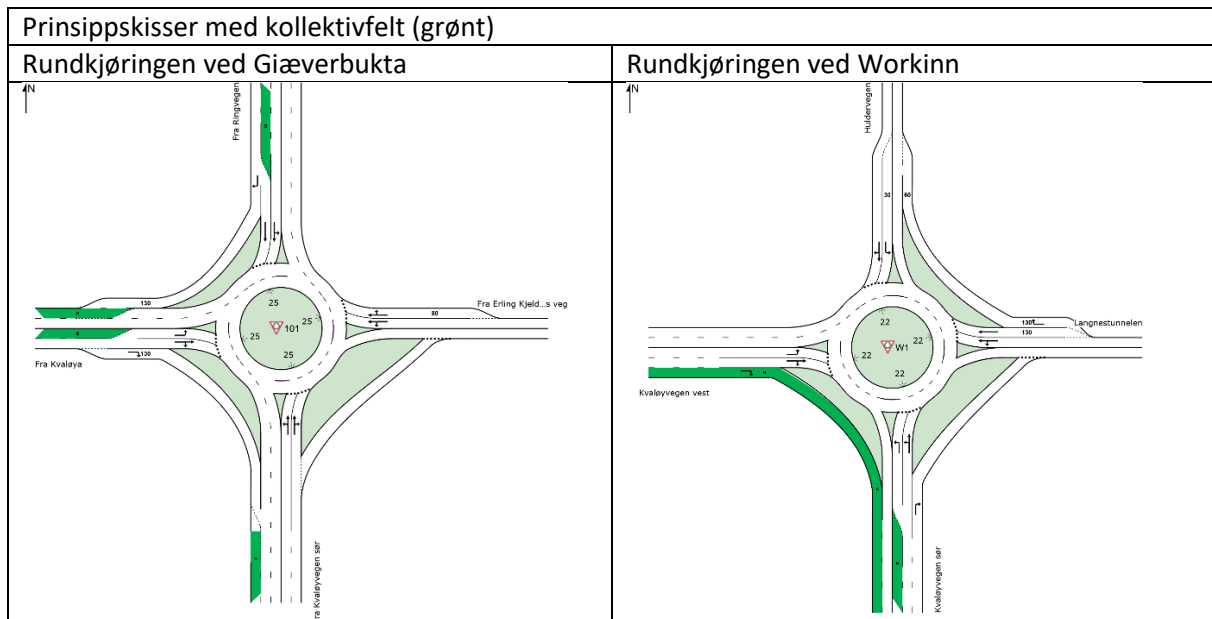 Prinsippskisser med kollektivfelt (grønt)
Rundkjøringen ved Giæverbukta
Rundkjøringen ved Workinn
N
Fra Ringvegen
130
25
25
25
25
101
Fra Erling Kjeld...s veg
80
Fra Kvaløya
130
ra Kvaløyvegen sør
N
Huldervegen
30
60
130
130
Langnestunnelen
22
22
22
22
W1
Kvaløyvegen vest
Kvaløyvegen sør